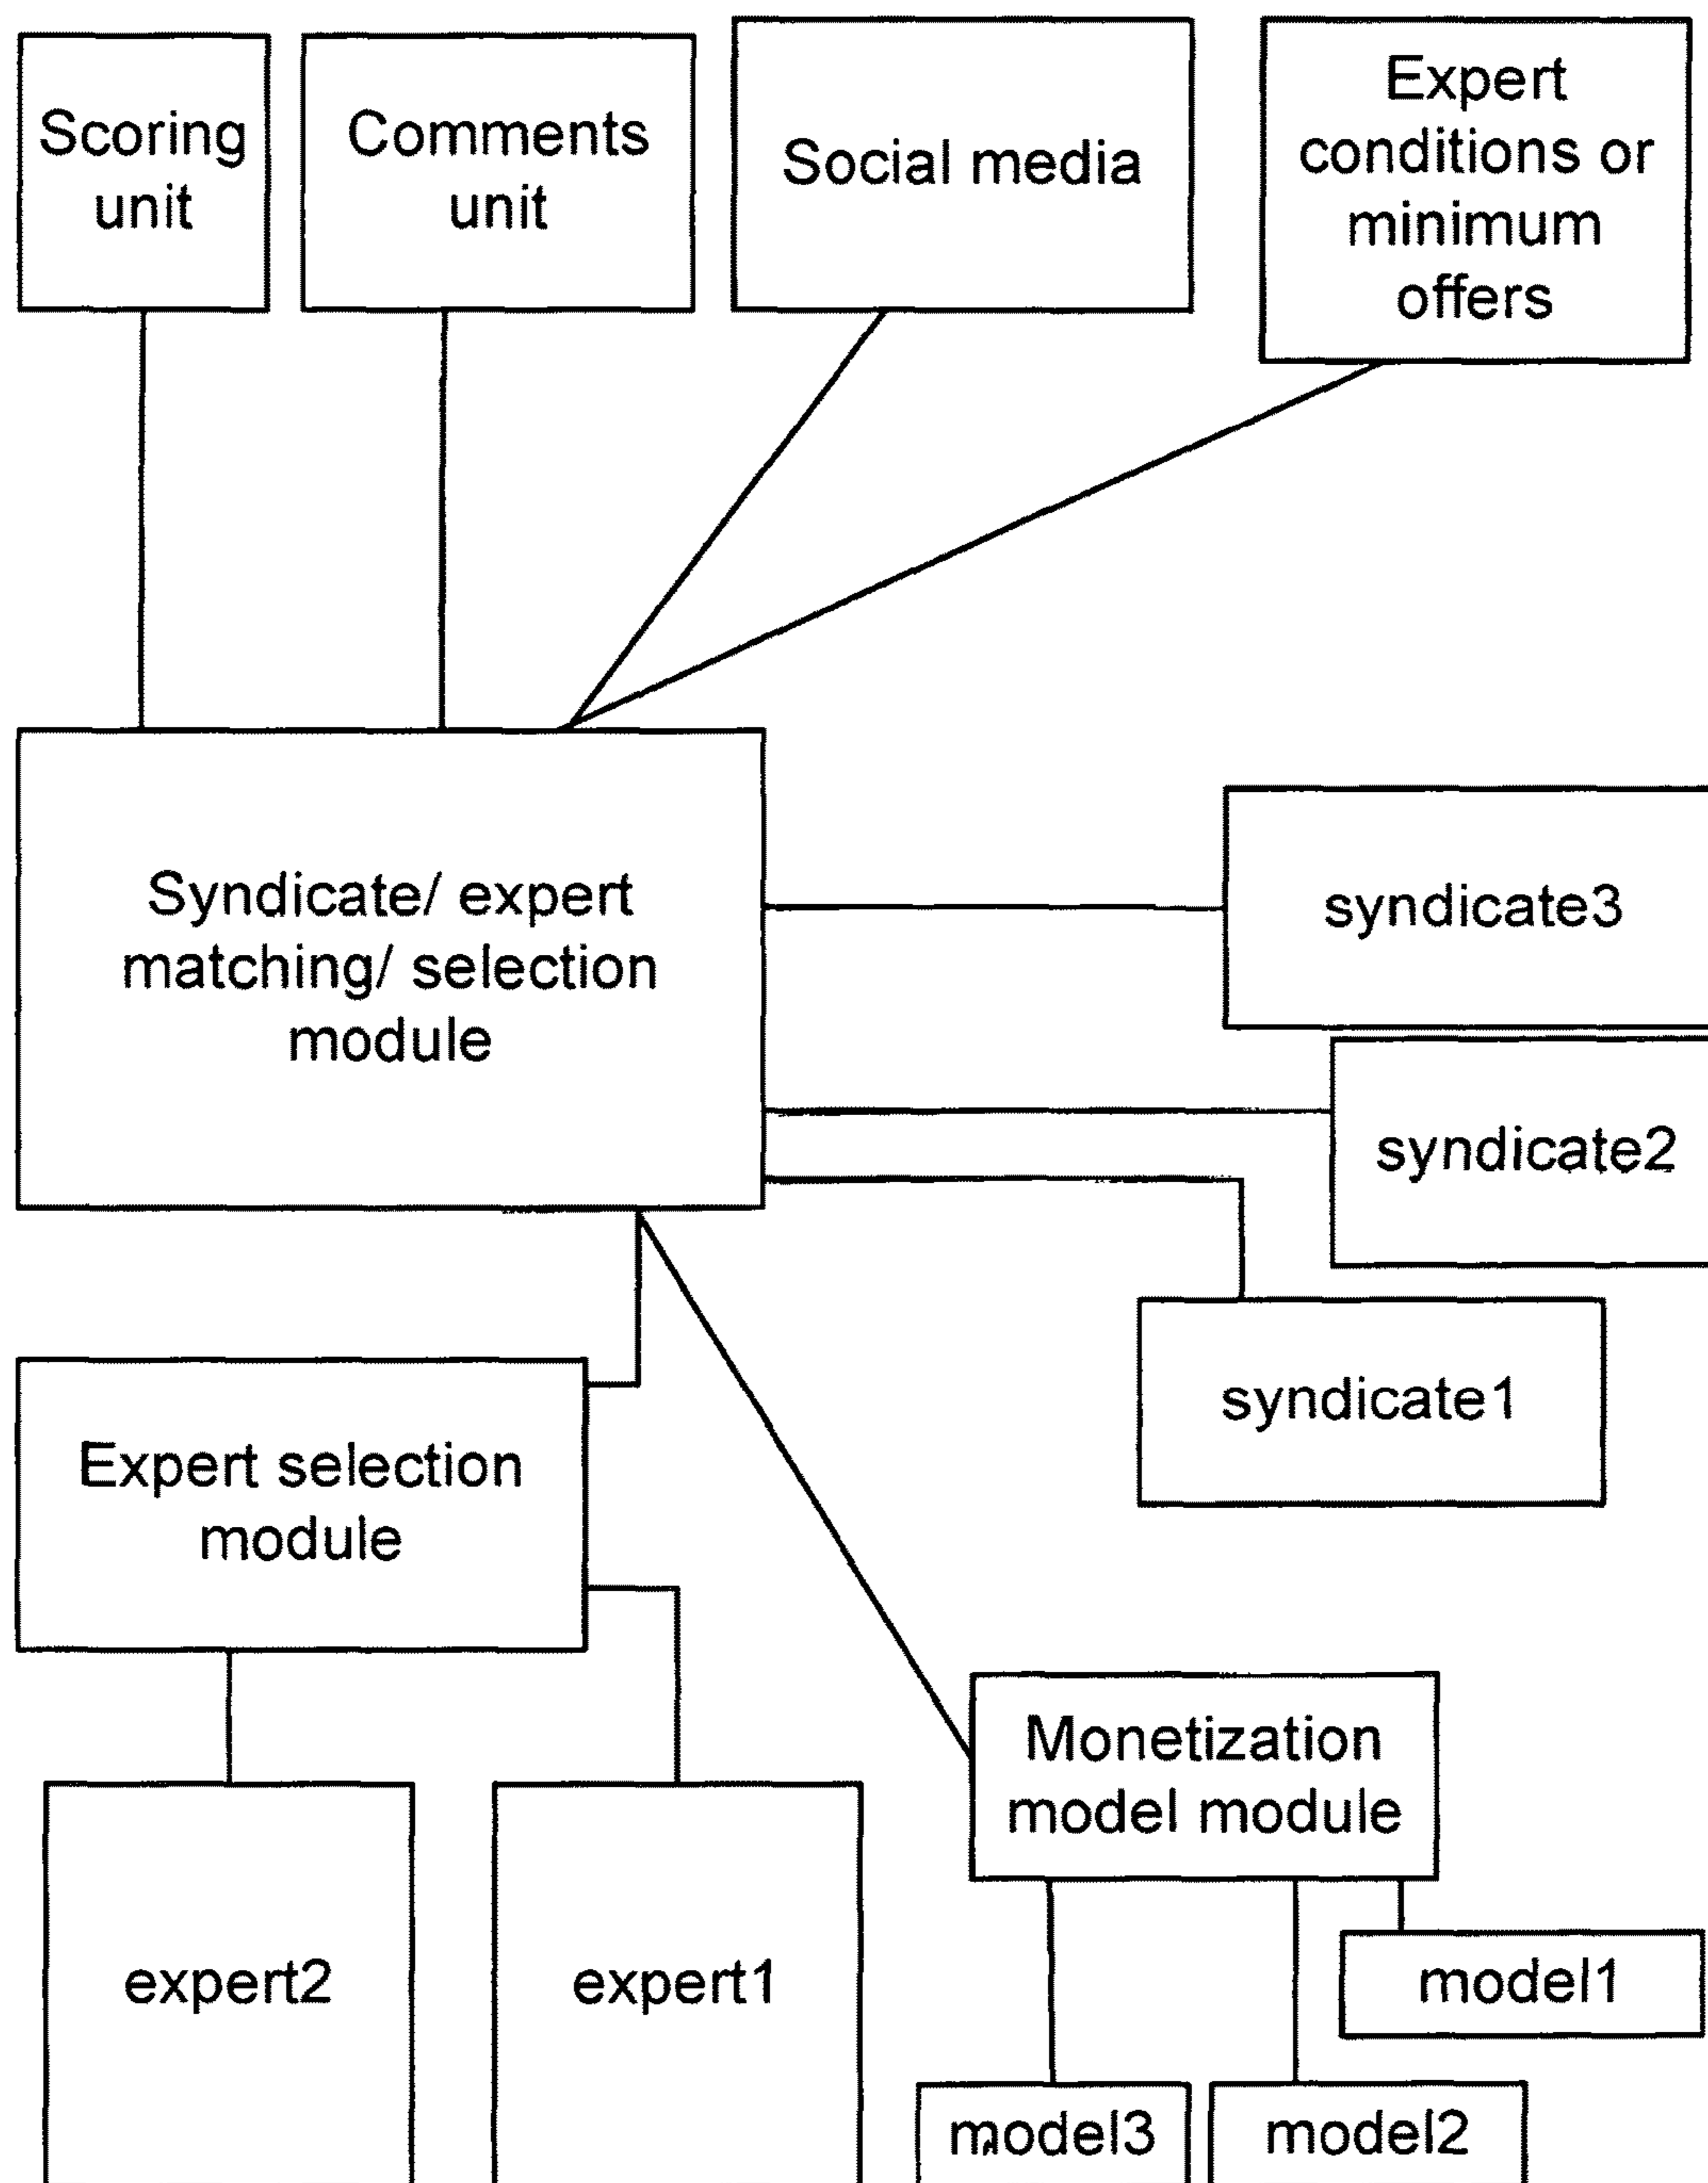 Scoring
unit
Comments
unit
Social media
Expert
conditions or
minimum
offers
Syndicate/ expert
matching/ selection
module
syndicate3
syndicate2
syndicate1
Expert selection
module
Monetization
model module
expert2
expert1
model1
model3
model2